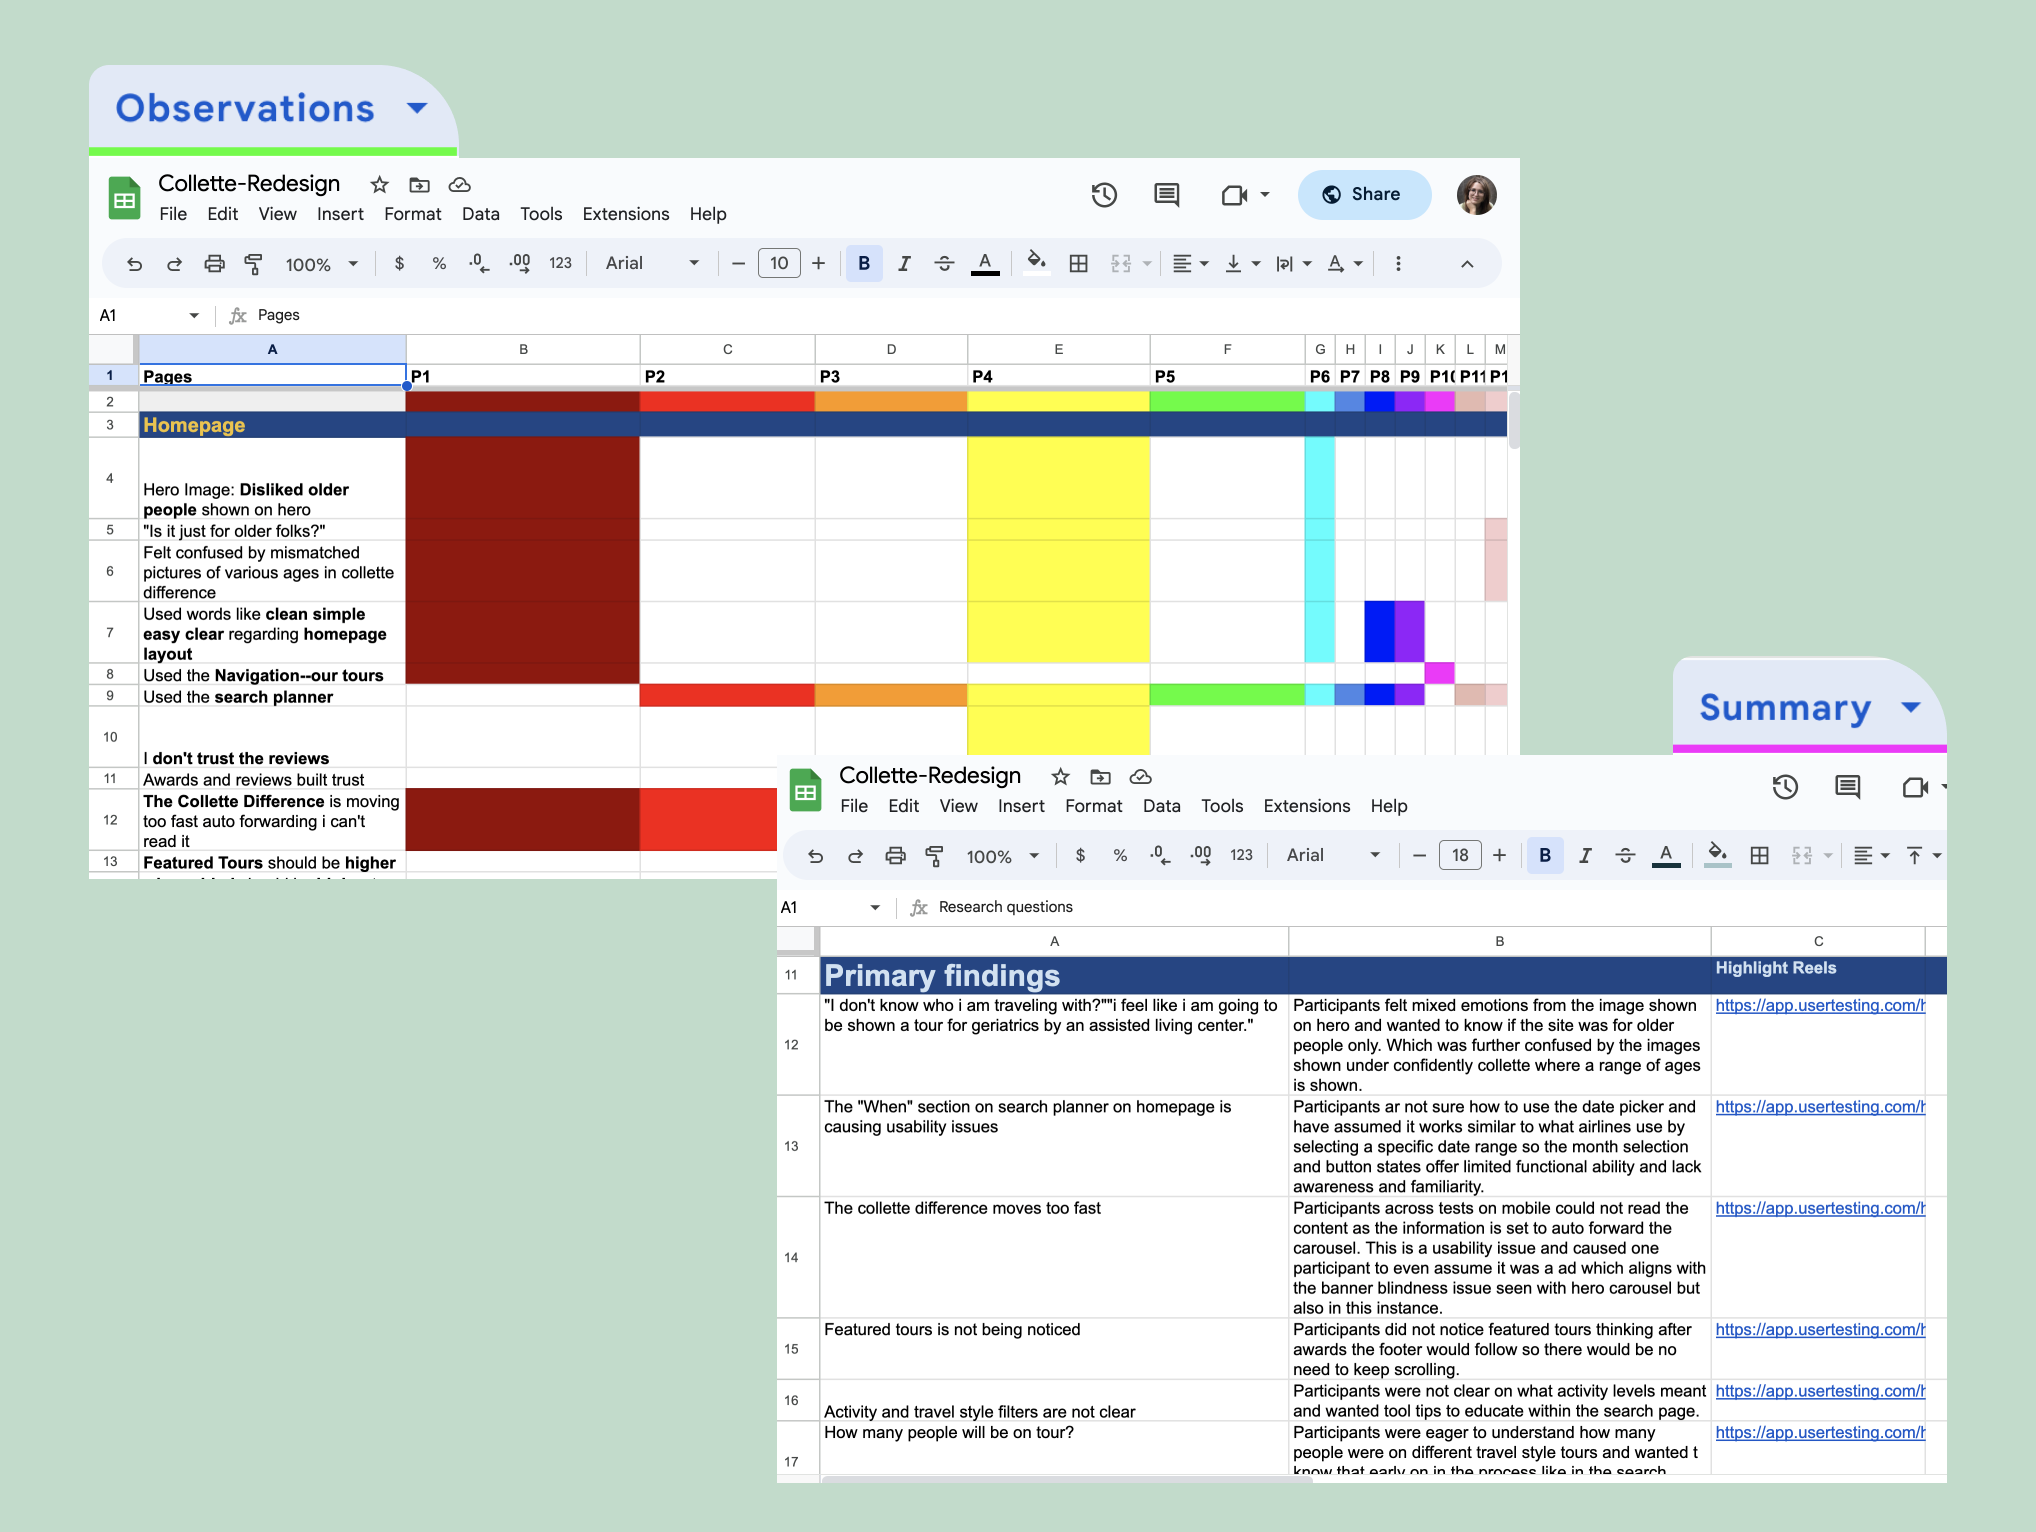 Observations
Collette-Redesign
File Edit View Insert Format Data Tools Extensions Help
Share
100% $ % .0 .00 123 Arial 10 B I A
A1 fx Pages
A B C D E F G H I J K L M
1 Pages P1 P2 P3 P4 P5 P6 P7 P8 P9 P10 P11 P1
2
3 Homepage
4 Hero Image: Disliked older
people shown on hero
5 "Is it just for older folks?"
6 Felt confused by mismatched
pictures of various ages in collette
difference
7 Used words like clean simple
easy clear regarding homepage
layout
8 Used the Navigation--our tours
9 Used the search planner
10 I don't trust the reviews
11 Awards and reviews built trust
12 The Collette Difference is moving
too fast auto forwarding i can't
read it
13 Featured Tours should be higher
Summary
Collette-Redesign
File Edit View Insert Format Data Tools Extensions Help
100% $ % .0 .00 123 Arial 18 B I A
A1 fx Research questions
A B C
11 Primary findings Highlight Reels
12 "I don't know who i am traveling with?""i feel like i am going to
be shown a tour for geriatrics by an assisted living center."
Participants felt mixed emotions from the image shown
on hero and wanted to know if the site was for older
people only. Which was further confused by the images
shown under confidently collette where a range of ages
is shown.
https://app.usertesting.com/h
13 The "When" section on search planner on homepage is
causing usability issues
Participants ar not sure how to use the date picker and
have assumed it works similar to what airlines use by
selecting a specific date range so the month selection
and button states offer limited functional ability and lack
awareness and familiarity.
https://app.usertesting.com/h
14 The collette difference moves too fast
Participants across tests on mobile could not read the
content as the information is set to auto forward the
carousel. This is a usability issue and caused one
participant to even assume it was a ad which aligns with
the banner blindness issue seen with hero carousel but
also in this instance.
https://app.usertesting.com/h
15 Featured tours is not being noticed
Participants did not notice featured tours thinking after
awards the footer would follow so there would be no
need to keep scrolling.
https://app.usertesting.com/h
16 Activity and travel style filters are not clear
Participants were not clear on what activity levels meant
and wanted tool tips to educate within the search page.
https://app.usertesting.com/h
17 How many people will be on tour?
Participants were eager to understand how many
people were on different travel style tours and wanted t
know that early on in the process like in the search
https://app.usertesting.com/h